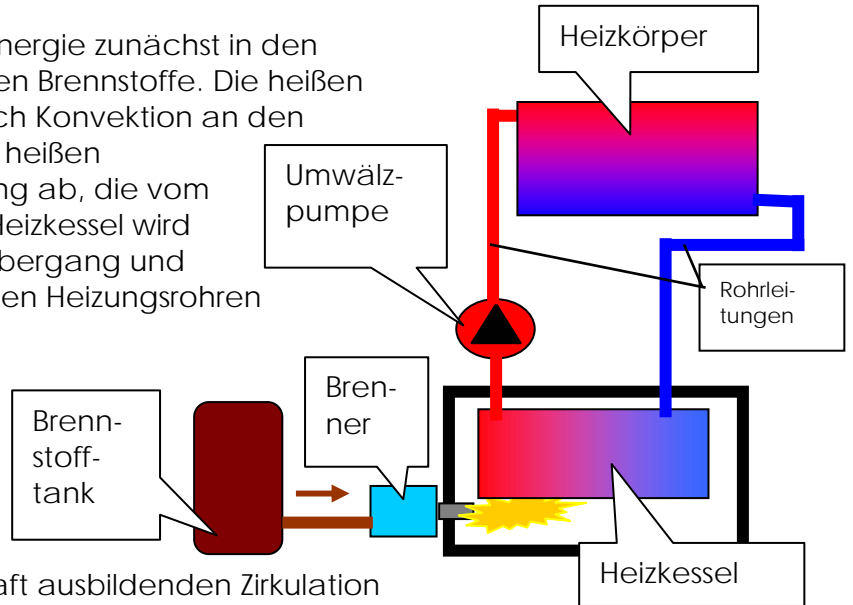 nergie zunächst in den
en Brennstoffe. Die heißen
ch Konvektion an den
heißen
ng ab, die vom
Heizkessel wird
bergang und
en Heizungsrohren
Heizkörper
Umwälz-
pumpe
Rohrlei-
tungen
Bren-
ner
Brenn-
stoff-
tank
Heizkessel
aft ausbildenden Zirkulation